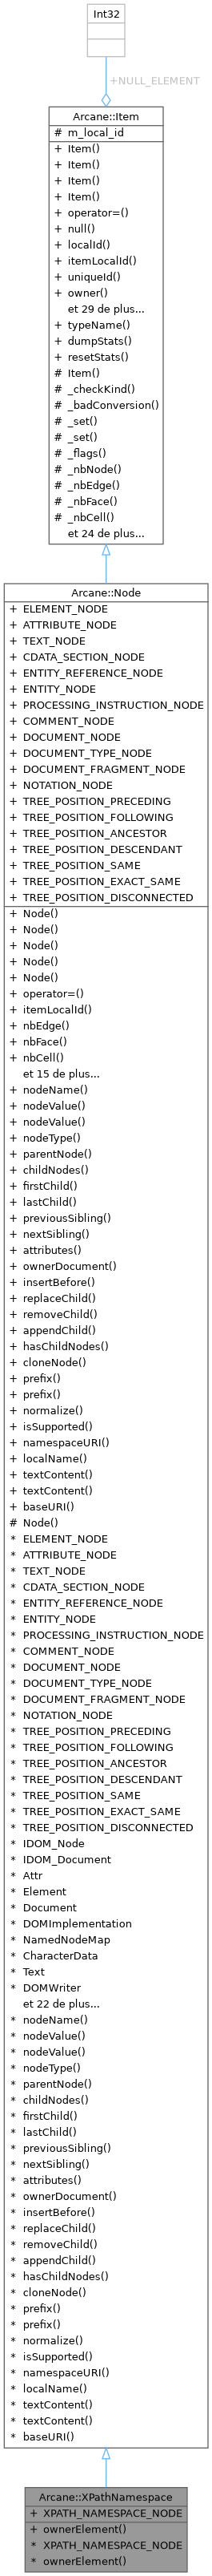 Int32
+NULL_ELEMENT
Arcane::Item
# m_local_id
+ Item()
+ Item()
+ Item()
+ Item()
+ operator=()
+ null()
+ localId()
+ itemLocalId()
+ uniqueId()
+ owner()
et 29 de plus...
+ typeName()
+ dumpStats()
+ resetStats()
# Item()
# _checkKind()
# _badConversion()
# _set()
# _set()
# _flags()
# _nbNode()
# _nbEdge()
# _nbFace()
# _nbCell()
et 24 de plus...
Arcane::Node
+ ELEMENT_NODE
+ ATTRIBUTE_NODE
+ TEXT_NODE
+ CDATA_SECTION_NODE
+ ENTITY_REFERENCE_NODE
+ ENTITY_NODE
+ PROCESSING_INSTRUCTION_NODE
+ COMMENT_NODE
+ DOCUMENT_NODE
+ DOCUMENT_TYPE_NODE
+ DOCUMENT_FRAGMENT_NODE
+ NOTATION_NODE
+ TREE_POSITION_PRECEDING
+ TREE_POSITION_FOLLOWING
+ TREE_POSITION_ANCESTOR
+ TREE_POSITION_DESCENDANT
+ TREE_POSITION_SAME
+ TREE_POSITION_EXACT_SAME
+ TREE_POSITION_DISCONNECTED
+ Node()
+ Node()
+ Node()
+ Node()
+ Node()
+ operator=()
+ itemLocalId()
+ nbEdge()
+ nbFace()
+ nbCell()
et 15 de plus...
+ nodeName()
+ nodeValue()
+ nodeValue()
+ nodeType()
+ parentNode()
+ childNodes()
+ firstChild()
+ lastChild()
+ previousSibling()
+ nextSibling()
+ attributes()
+ ownerDocument()
+ insertBefore()
+ replaceChild()
+ removeChild()
+ appendChild()
+ hasChildNodes()
+ cloneNode()
+ prefix()
+ prefix()
+ normalize()
+ isSupported()
+ namespaceURI()
+ localName()
+ textContent()
+ textContent()
+ baseURI()
# Node()
* ELEMENT_NODE
* ATTRIBUTE_NODE
* TEXT_NODE
* CDATA_SECTION_NODE
* ENTITY_REFERENCE_NODE
* ENTITY_NODE
* PROCESSING_INSTRUCTION_NODE
* COMMENT_NODE
* DOCUMENT_NODE
* DOCUMENT_TYPE_NODE
* DOCUMENT_FRAGMENT_NODE
* NOTATION_NODE
* TREE_POSITION_PRECEDING
* TREE_POSITION_FOLLOWING
* TREE_POSITION_ANCESTOR
* TREE_POSITION_DESCENDANT
* TREE_POSITION_SAME
* TREE_POSITION_EXACT_SAME
* TREE_POSITION_DISCONNECTED
* IDOM_Node
* IDOM_Document
* Attr
* Element
* Document
* DOMImplementation
* NamedNodeMap
* CharacterData
* Text
* DOMWriter
et 22 de plus...
* nodeName()
* nodeValue()
* nodeValue()
* nodeType()
* parentNode()
* childNodes()
* firstChild()
* lastChild()
* previousSibling()
* nextSibling()
* attributes()
* ownerDocument()
* insertBefore()
* replaceChild()
* removeChild()
* appendChild()
* hasChildNodes()
* cloneNode()
* prefix()
* prefix()
* normalize()
* isSupported()
* namespaceURI()
* localName()
* textContent()
* textContent()
* baseURI()
Arcane::XPathNamespace
+ XPATH_NAMESPACE_NODE
+ ownerElement()
* XPATH_NAMESPACE_NODE
* ownerElement()